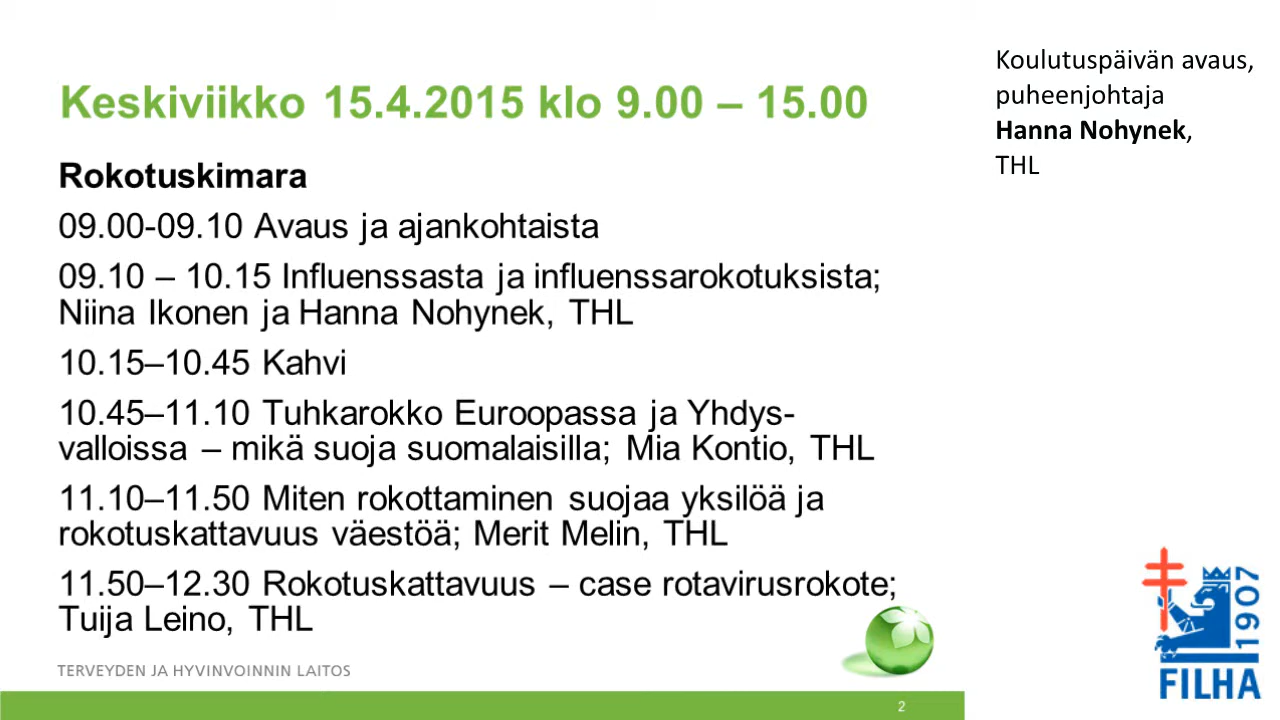 Keskiviikko 15.4.2015 klo 9.00 – 15.00
Rokotuskimara
09.00-09.10 Avaus ja ajankohtaista
09.10 – 10.15 Influenssasta ja influenssarokotuksista;
Niina Ikonen ja Hanna Nohynek, THL
10.15–10.45 Kahvi
10.45–11.10 Tuhkarokko Euroopassa ja Yhdys-
valloissa – mikä suoja suomalaisilla; Mia Kontio, THL
11.10–11.50 Miten rokottaminen suojaa yksilöä ja
rokotuskattavuus väestöä; Merit Melin, THL
11.50–12.30 Rokotuskattavuus – case rotavirusrokote;
Tuija Leino, THL
TERVEYDEN JA HYVINVOINNIN LAITOS
2
Koulutuspäivän avaus,
puheenjohtaja
Hanna Nohynek,
THL
1907
FILHA